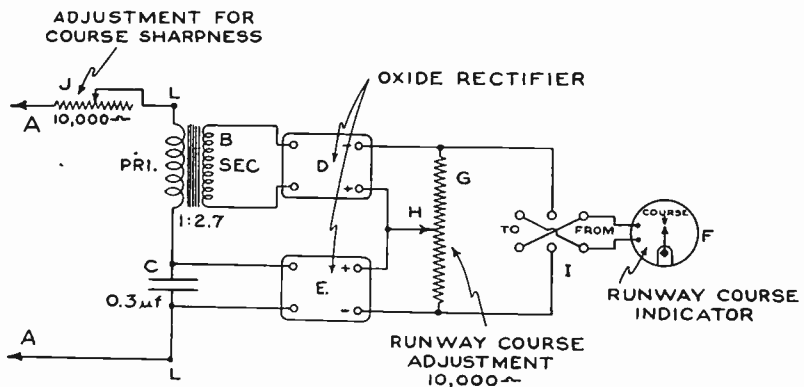 ADJUSTMENT FOR
COURSE SHARPNESS
J
L
A
10,000~
OXIDE RECTIFIER
PRI.
B
SEC
1:2.7
D
-
+
G
H
TO
FROM
I
COURSE
F
RUNWAY COURSE
INDICATOR
C
0.3μf
E.
+
-
RUNWAY COURSE
ADJUSTMENT
10,000~
A
L